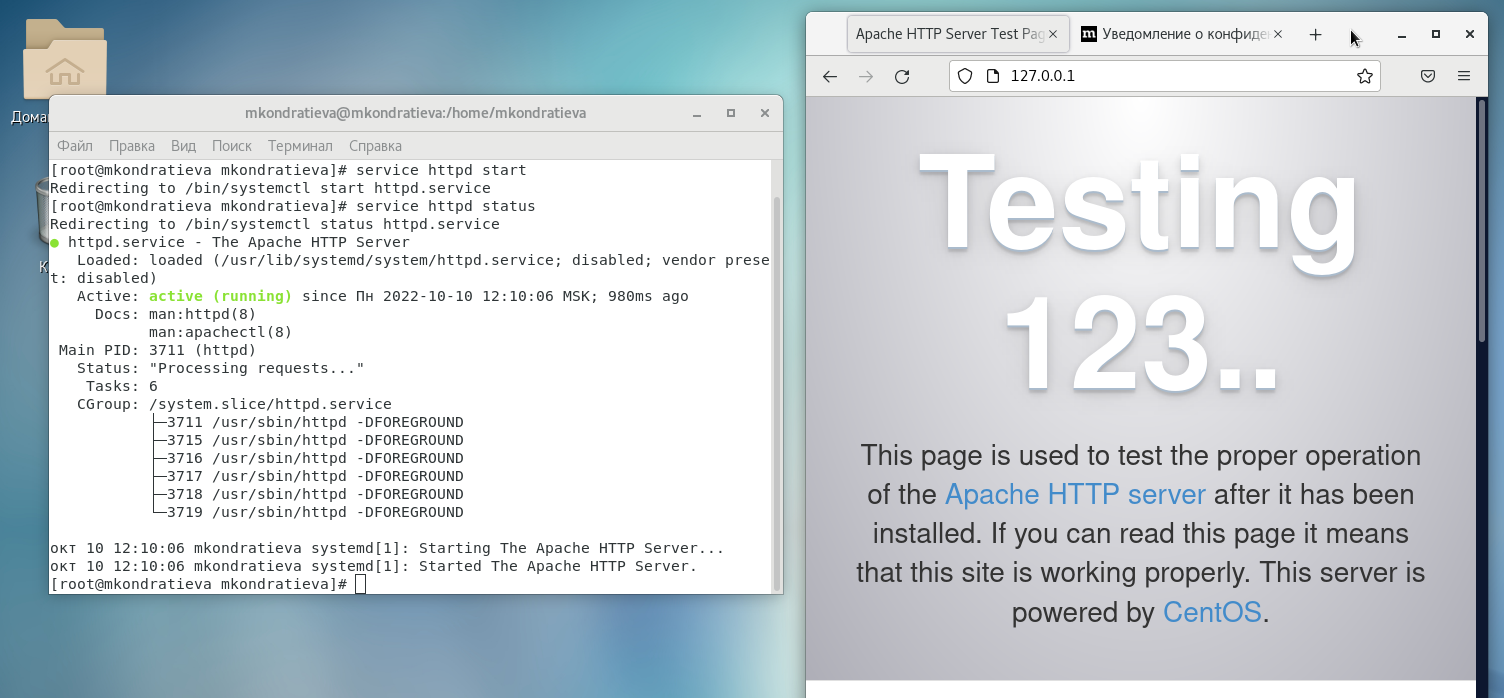 Дома
К
mkondratieva@mkondratieva:/home/mkondratieva
Файл Правка Вид Поиск Терминал Справка
[root@mkondratieva mkondratieva]# service httpd start
Redirecting to /bin/systemctl start httpd.service
[root@mkondratieva mkondratieva]# service httpd status
Redirecting to /bin/systemctl status httpd.service
● httpd.service - The Apache HTTP Server
   Loaded: loaded (/usr/lib/systemd/system/httpd.service; disabled; vendor prese
t: disabled)
   Active: active (running) since Пн 2022-10-10 12:10:06 MSK; 980ms ago
     Docs: man:httpd(8)
           man:apachectl(8)
 Main PID: 3711 (httpd)
   Status: "Processing requests..."
    Tasks: 6
   CGroup: /system.slice/httpd.service
           ├─3711 /usr/sbin/httpd -DFOREGROUND
           ├─3715 /usr/sbin/httpd -DFOREGROUND
           ├─3716 /usr/sbin/httpd -DFOREGROUND
           ├─3717 /usr/sbin/httpd -DFOREGROUND
           ├─3718 /usr/sbin/httpd -DFOREGROUND
           └─3719 /usr/sbin/httpd -DFOREGROUND
окт 10 12:10:06 mkondratieva systemd[1]: Starting The Apache HTTP Server...
окт 10 12:10:06 mkondratieva systemd[1]: Started The Apache HTTP Server.
[root@mkondratieva mkondratieva]#
Apache HTTP Server Test Pag
m Уведомление о конфиде
127.0.0.1
Testing
123..
This page is used to test the proper operation
of the Apache HTTP server after it has been
installed. If you can read this page it means
that this site is working properly. This server is
powered by CentOS.